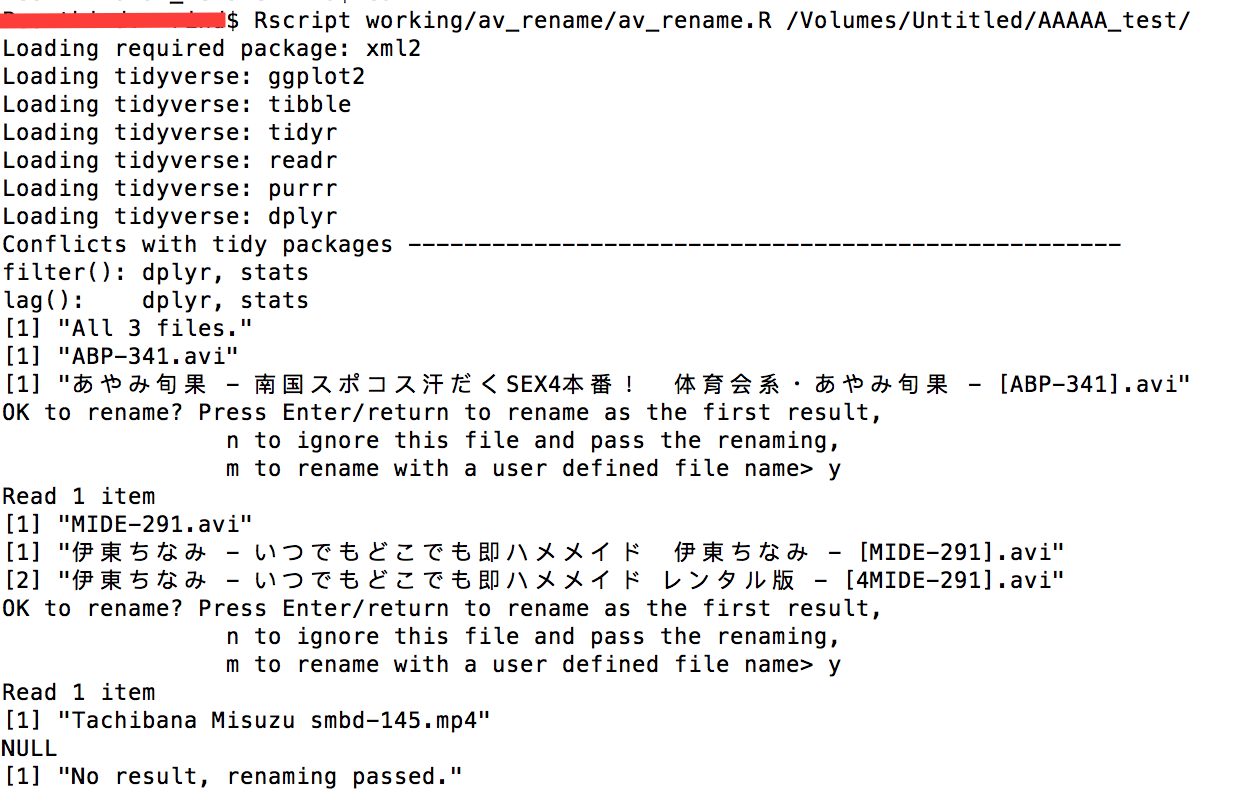 $ Rscript working/av_rename/av_rename.R /Volumes/Untitled/AAAAA_test/
Loading required package: xml2
Loading tidyverse: ggplot2
Loading tidyverse: tibble
Loading tidyverse: tidyr
Loading tidyverse: readr
Loading tidyverse: purrr
Loading tidyverse: dplyr
Conflicts with tidy packages ---------------------------------------------------
filter(): dplyr, stats
lag():    dplyr, stats
[1] "All 3 files."
[1] "ABP-341.avi"
[1] "あやみ旬果 - 南国スポコス汗だくSEX4本番！　体育会系・あやみ旬果 - [ABP-341].avi"
OK to rename? Press Enter/return to rename as the first result,
                n to ignore this file and pass the renaming,
                m to rename with a user defined file name> y
Read 1 item
[1] "MIDE-291.avi"
[1] "伊東ちなみ - いつでもどこでも即ハメメイド　伊東ちなみ - [MIDE-291].avi"
[2] "伊東ちなみ - いつでもどこでも即ハメメイド レンタル版 - [4MIDE-291].avi"
OK to rename? Press Enter/return to rename as the first result,
                n to ignore this file and pass the renaming,
                m to rename with a user defined file name> y
Read 1 item
[1] "Tachibana Misuzu smbd-145.mp4"
NULL
[1] "No result, renaming passed."